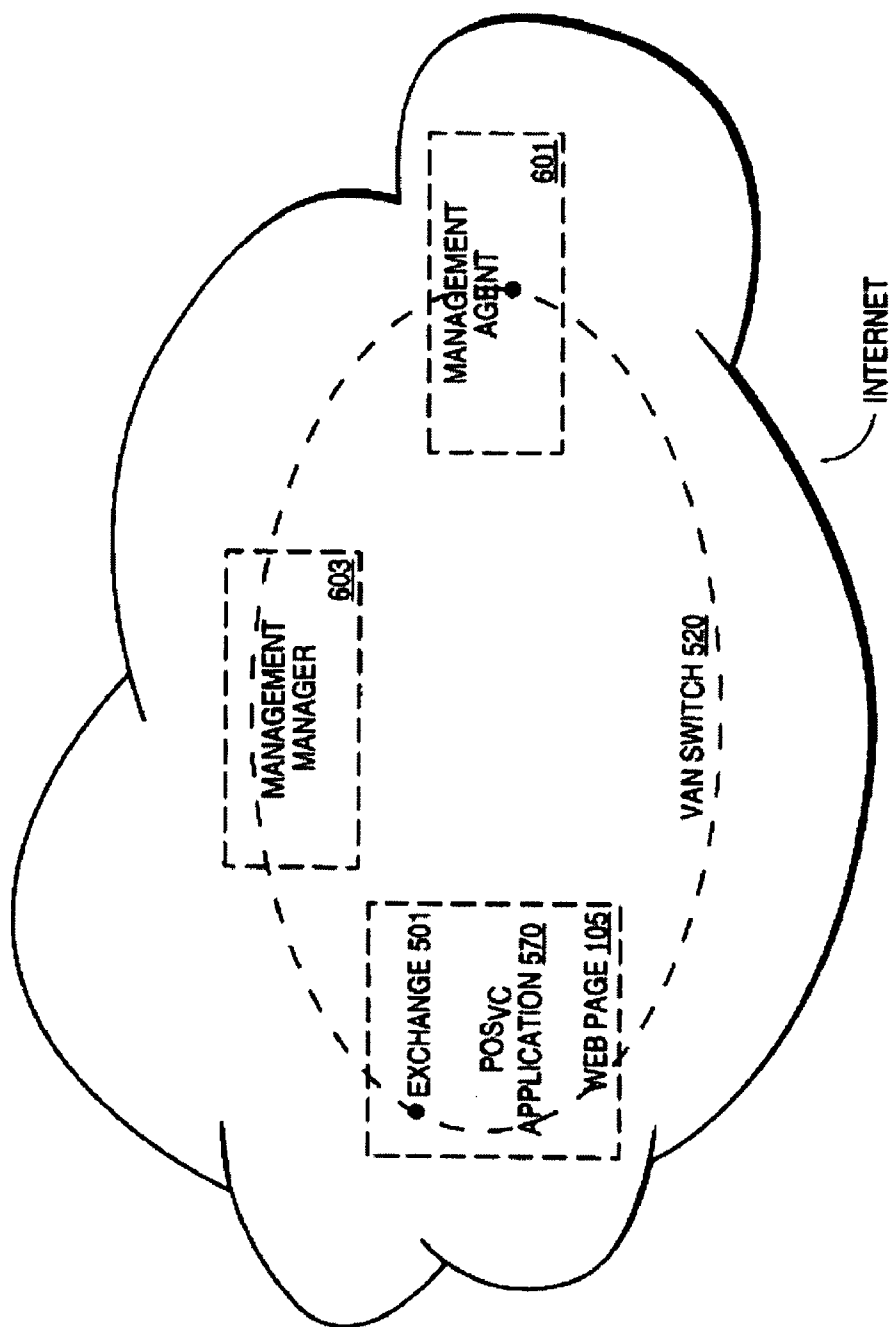 MANAGEMENT
MANAGER
603
MANAGEMENT
AGENT
601
EXCHANGE 501
POSVC
APPLICATION 570
WEB PAGE 105
VAN SWITCH 520
INTERNET